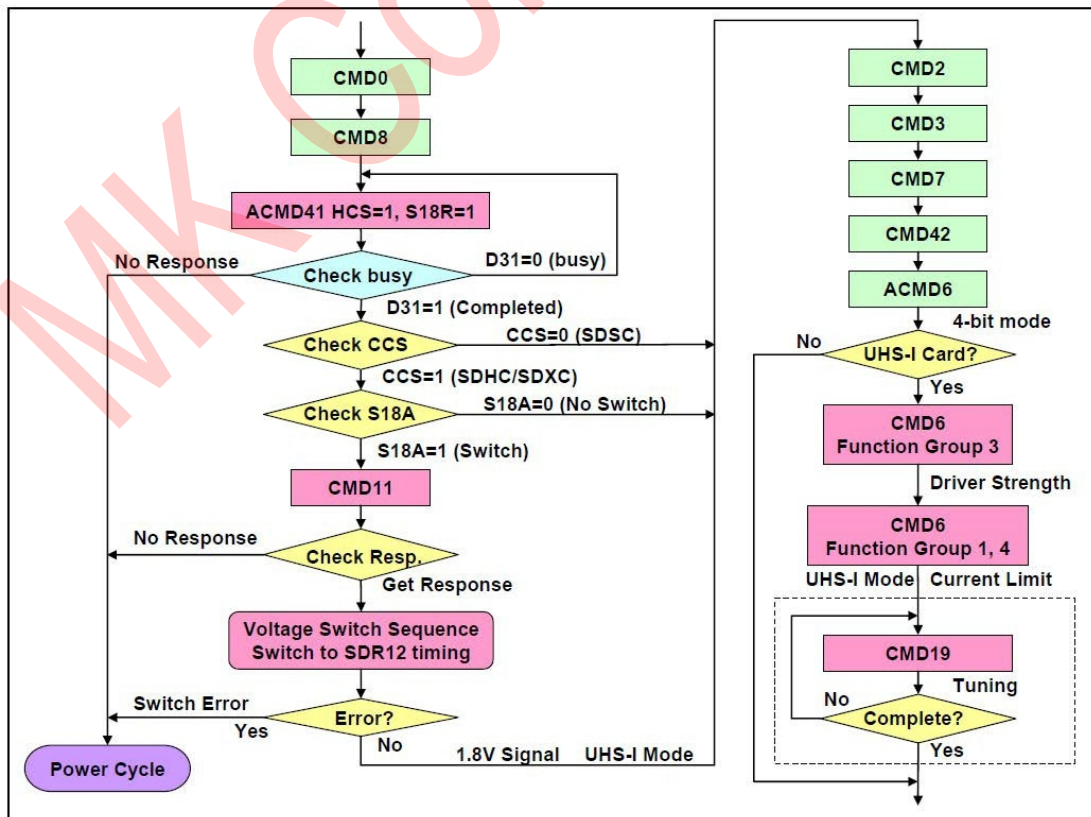 MK Co
CMD0
CMD8
ACMD41 HCS=1, S18R=1
No Response
Check busy
D31=0 (busy)
D31=1 (Completed)
Check CCS
CCS=0 (SDSC)
CCS=1 (SDHC/SDXC)
Check S18A
S18A=0 (No Switch)
S18A=1 (Switch)
CMD11
No Response
Check Resp.
Get Response
Voltage Switch Sequence
Switch to SDR12 timing
Switch Error
Yes
Error?
No
1.8V Signal UHS-I Mode
Power Cycle
CMD2
CMD3
CMD7
CMD42
ACMD6
4-bit mode
No
UHS-I Card?
Yes
CMD6
Function Group 3
Driver Strength
CMD6
Function Group 1, 4
UHS-I Mode Current Limit
CMD19
Tuning
No
Complete?
Yes